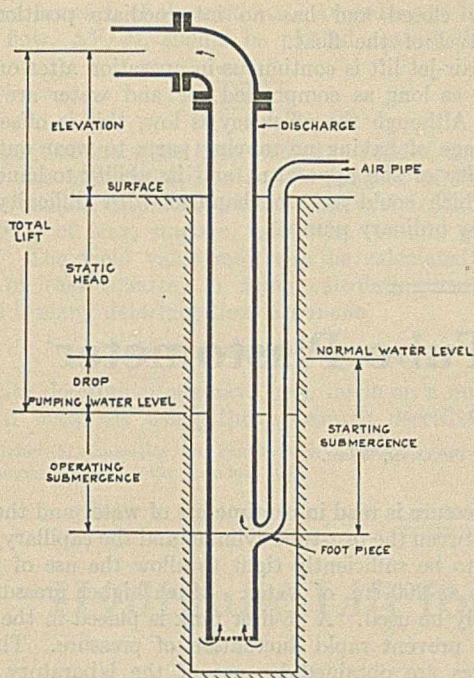 ELEVATION
DISCHARGE
AIR PIPE
SURFACE
TOTAL
LIFT
STATIC
HEAD
NORMAL WATER LEVEL
DROP
PUMPING WATER LEVEL
OPERATING
SUBMERGENCE
STARTING
SUBMERGENCE
FOOT PIECE